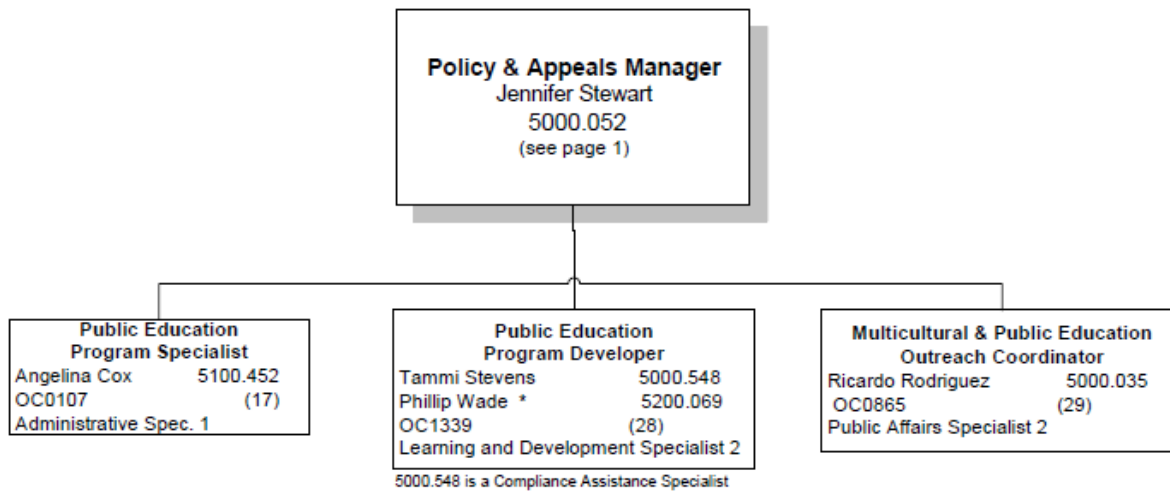 Policy & Appeals Manager
Jennifer Stewart
5000.052
(see page 1)
Public Education
Program Specialist
Angelina Cox 5100.452
OC0107 (17)
Administrative Spec. 1
Public Education
Program Developer
Tammi Stevens 5000.548
Phillip Wade * 5200.069
OC1339 (28)
Learning and Development Specialist 2
5000.548 is a Compliance Assistance Specialist
Multicultural & Public Education
Outreach Coordinator
Ricardo Rodriguez 5000.035
OC0865 (29)
Public Affairs Specialist 2